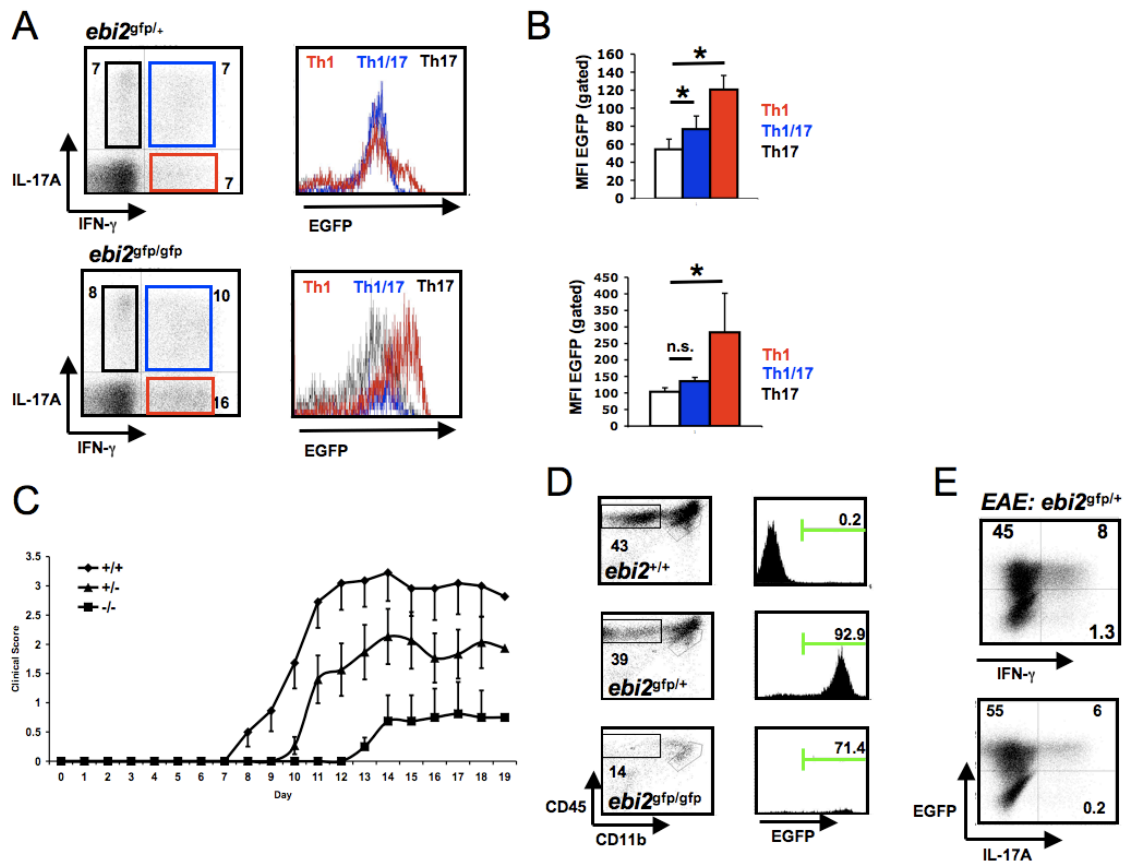 A
ebi2gfp/+
7
7
7
IL-17A
IFN-γ
Th1 Th1/17 Th17
EGFP
ebi2gfp/gfp
8
10
16
IL-17A
IFN-γ
Th1 Th1/17 Th17
EGFP
B
MFI EGFP (gated)
160
140
120
100
80
60
40
20
0
*
*
Th1
Th1/17
Th17
MFI EGFP (gated)
450
400
350
300
250
200
150
100
50
0
n.s.
*
Th1
Th1/17
Th17
C
Clinical Score
3.5
3
2.5
2
1.5
1
0.5
0
+/+
+/-
-/-
0 1 2 3 4 5 6 7 8 9 10 11 12 13 14 15 16 17 18 19
Day
D
43
ebi2+/+
0.2
39
ebi2gfp/+
92.9
14
ebi2gfp/gfp
71.4
CD45
CD11b
EGFP
E
EAE: ebi2gfp/+
45 8
1.3
IFN-γ
55 6
0.2
EGFP
IL-17A